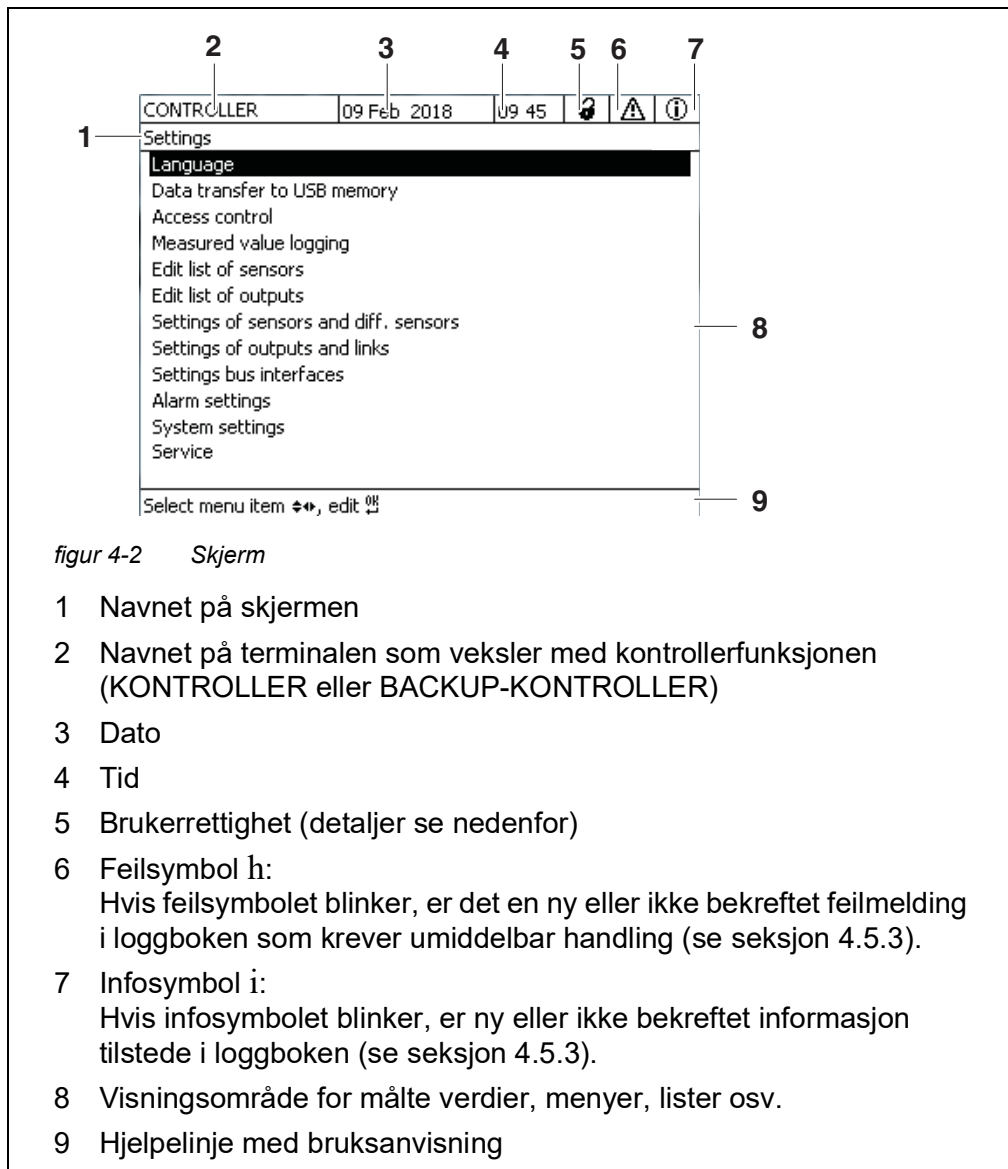 2 3 4 5 6 7
CONTROLLER 09 Feb 2018 09 45
1 Settings
Language
Data transfer to USB memory
Access control
Measured value logging
Edit list of sensors
Edit list of outputs
Settings of sensors and diff. sensors
8
Settings of outputs and links
Settings bus interfaces
Alarm settings
System settings
Service
Select menu item, edit OK
9
figur 4-2 Skjerm
1 Navnet på skjermen
2 Navnet på terminalen som veksler med kontrollerfunksjonen
(KONTROLLER eller BACKUP-KONTROLLER)
3 Dato
4 Tid
5 Brukerrettighet (detaljer se nedenfor)
6 Feilsymbol h:
Hvis feilsymbolet blinker, er det en ny eller ikke bekreftet feilmelding
i loggboken som krever umiddelbar handling (se seksjon 4.5.3).
7 Infosymbol i:
Hvis infosymbolet blinker, er ny eller ikke bekreftet informasjon
tilstede i loggboken (se seksjon 4.5.3).
8 Visningsområde for målte verdier, menyer, lister osv.
9 Hjelpelinje med bruksanvisning